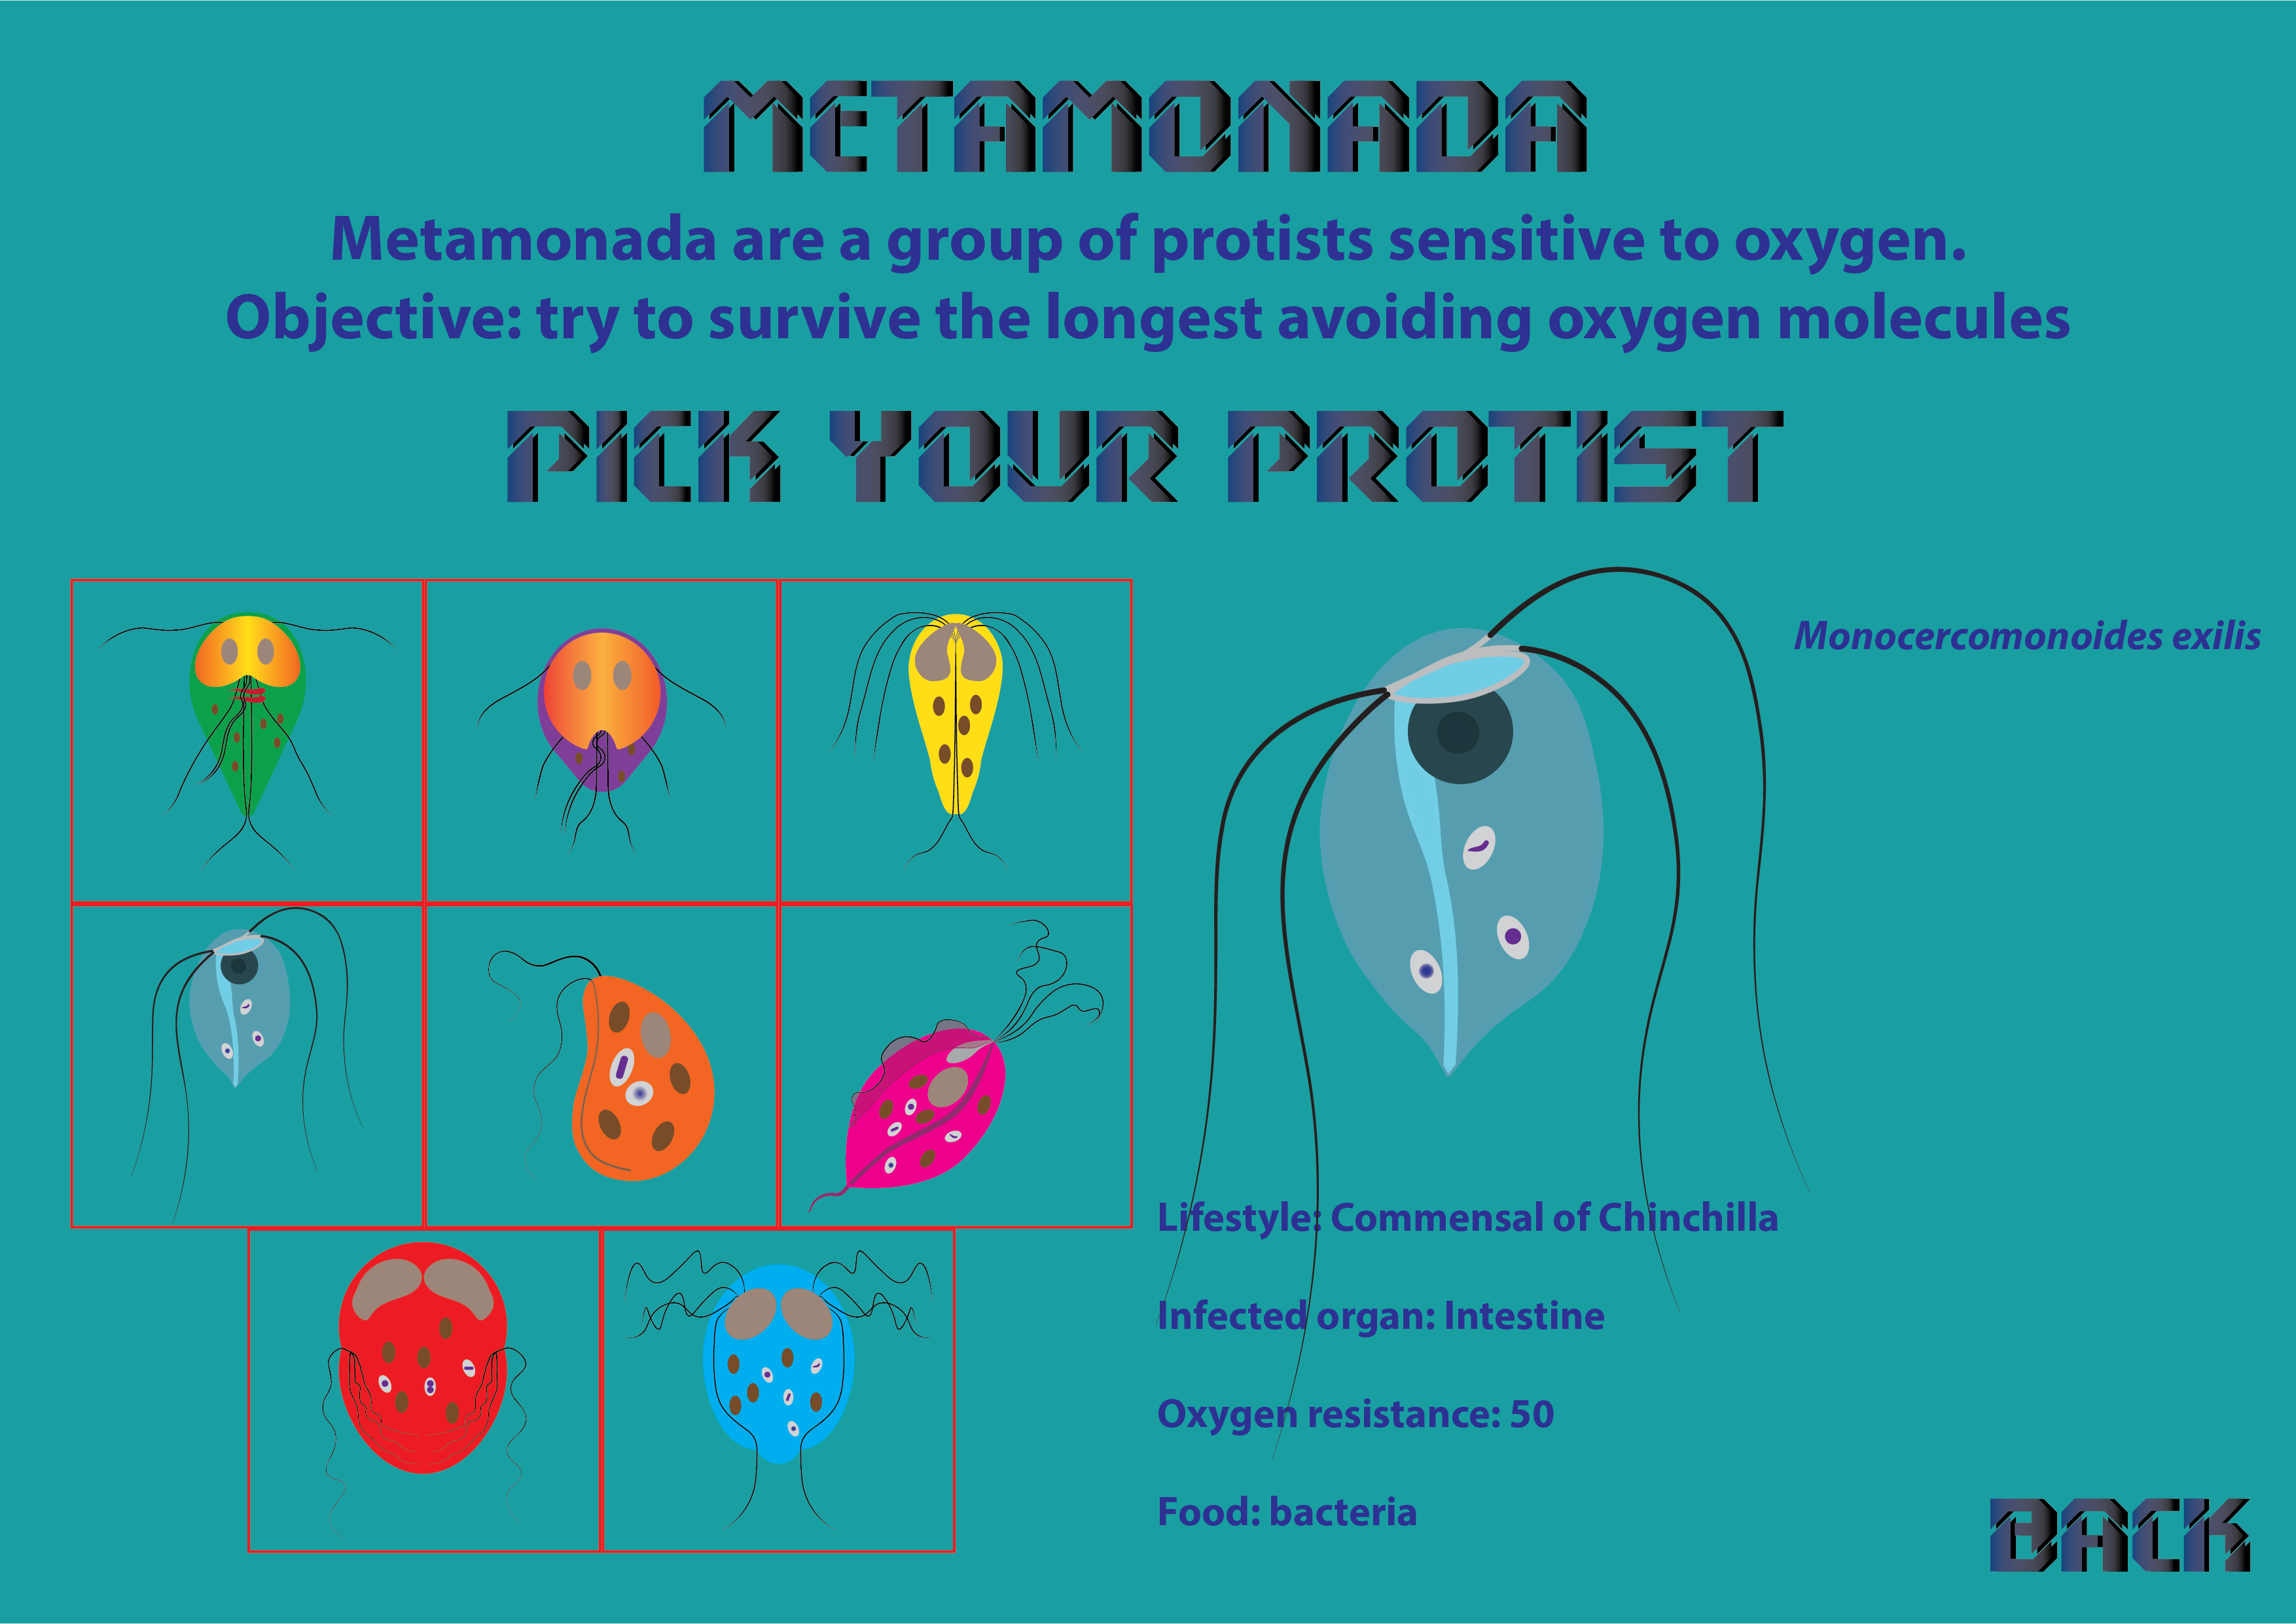 METAMONADA
Metamonada are a group of protists sensitive to oxygen.
Objective: try to survive the longest avoiding oxygen molecules
PICK YOUR PROTIST
Monocercomonoides exilis
Lifestyle: Commensal of Chinchilla
Infected organ: Intestine
Oxygen resistance: 50
Food: bacteria
BACK